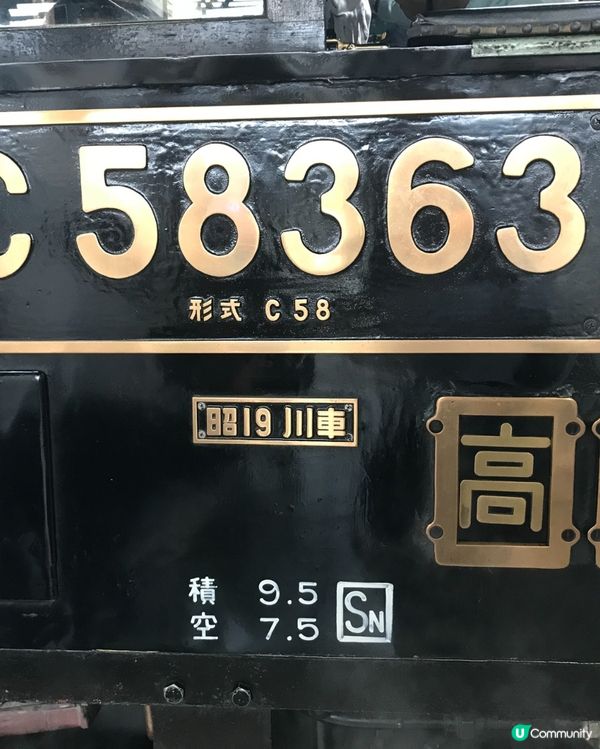 C58363
形式 C58
昭19 川車
高
積 9.5
空 7.5
SN
U Community